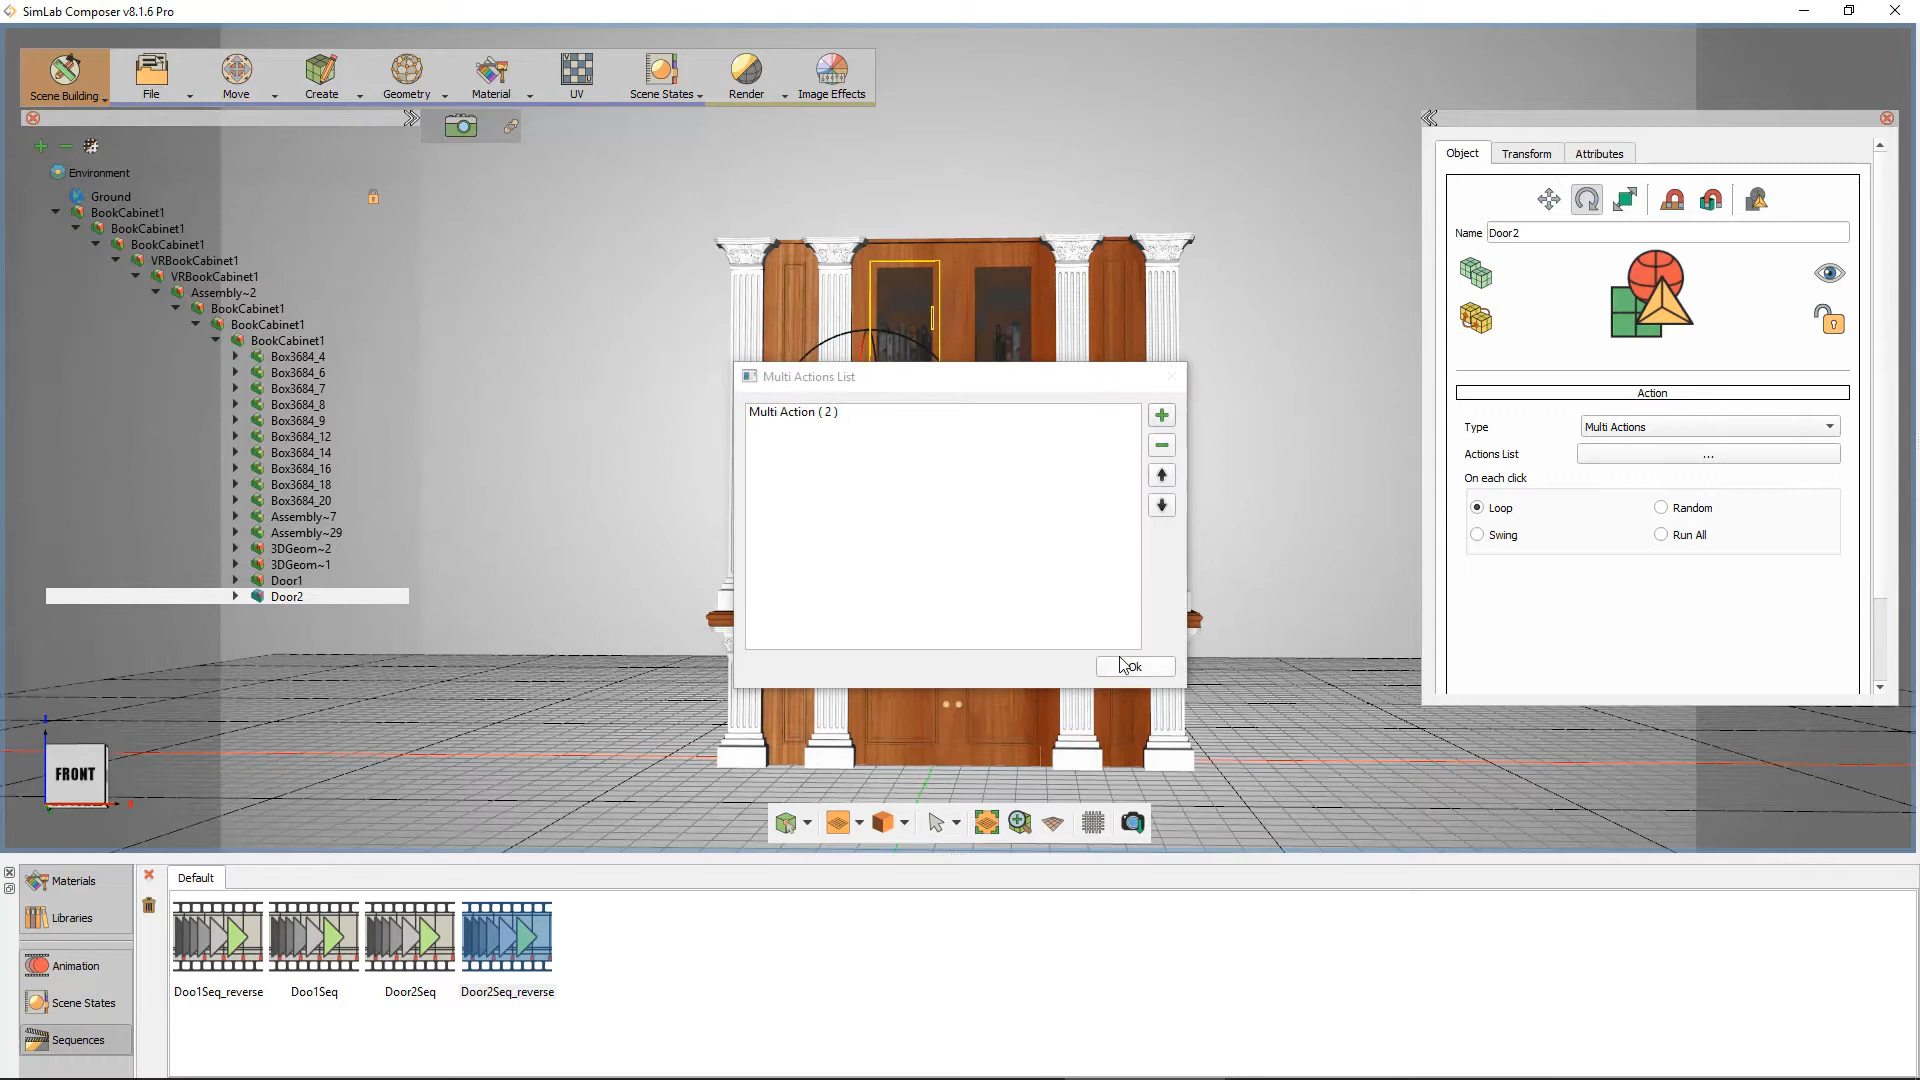 SimLab Composer v8.1.6 Pro
Scene Building
File
Move
Create
Geometry
Material
UV
Scene States
Render
Image Effects
Environment
Ground
BookCabinet1
BookCabinet1
BookCabinet1
VRBookCabinet1
VRBookCabinet1
Assembly~2
BookCabinet1
BookCabinet1
BookCabinet1
Box3684_4
Box3684_6
Box3684_7
Box3684_8
Box3684_9
Box3684_12
Box3684_14
Box3684_16
Box3684_18
Box3684_20
Assembly~7
Assembly~29
3DGeom~2
3DGeom~1
Door1
Door2
Multi Actions List
Multi Action ( 2 )
Ok
Object
Transform
Attributes
Name
Door2
Action
Type
Multi Actions
Actions List
...
On each click
Loop
Random
Swing
Run All
FRONT
Materials
Libraries
Animation
Scene States
Sequences
Default
Doo1Seq_reverse
Doo1Seq
Door2Seq
Door2Seq_reverse